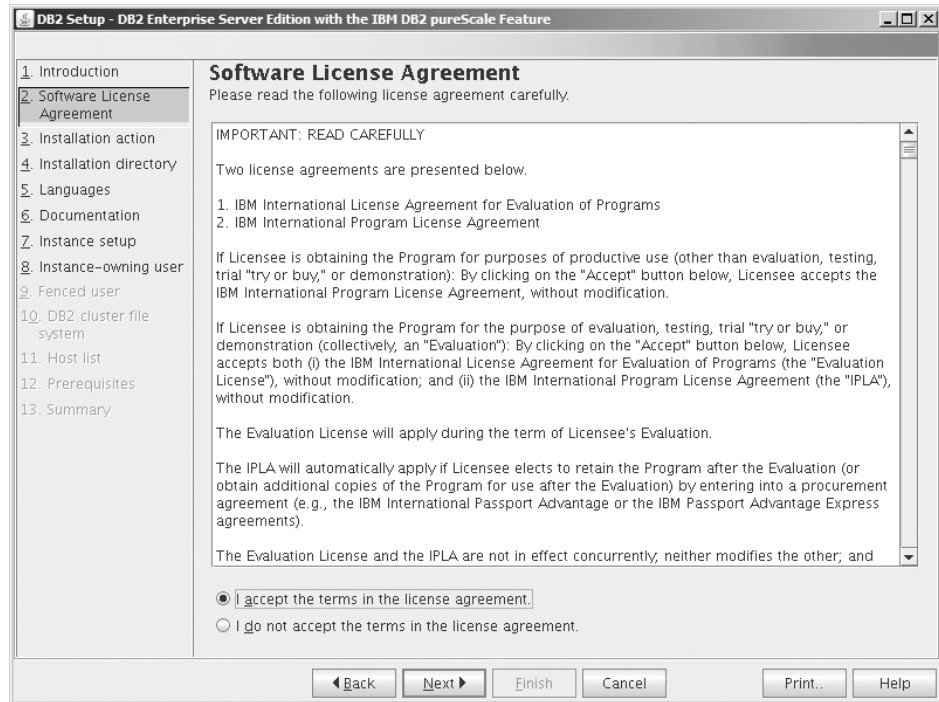 DB2 Setup - DB2 Enterprise Server Edition with the IBM DB2 pureScale Feature
1. Introduction
2. Software License
Agreement
3. Installation action
4. Installation directory
5. Languages
6. Documentation
7. Instance setup
8. Instance-owning user
9. Fenced user
10. DB2 cluster file
system
11. Host list
12. Prerequisites
13. Summary
Software License Agreement
Please read the following license agreement carefully.
IMPORTANT: READ CAREFULLY
Two license agreements are presented below.
1. IBM International License Agreement for Evaluation of Programs
2. IBM International Program License Agreement
If Licensee is obtaining the Program for purposes of productive use (other than evaluation, testing,
trial "try or buy," or demonstration): By clicking on the "Accept" button below, Licensee accepts the
IBM International Program License Agreement, without modification.
If Licensee is obtaining the Program for the purpose of evaluation, testing, trial "try or buy," or
demonstration (collectively, an "Evaluation"): By clicking on the "Accept" button below, Licensee
accepts both (i) the IBM International License Agreement for Evaluation of Programs (the "Evaluation
License"), without modification; and (ii) the IBM International Program License Agreement (the "IPLA"),
without modification.
The Evaluation License will apply during the term of Licensee's Evaluation.
The IPLA will automatically apply if Licensee elects to retain the Program after the Evaluation (or
obtain additional copies of the Program for use after the Evaluation) by entering into a procurement
agreement (e.g., the IBM International Passport Advantage or the IBM Passport Advantage Express
agreements).
The Evaluation License and the IPLA are not in effect concurrently; neither modifies the other; and
I accept the terms in the license agreement.
I do not accept the terms in the license agreement.
Back Next Finish Cancel Print.. Help